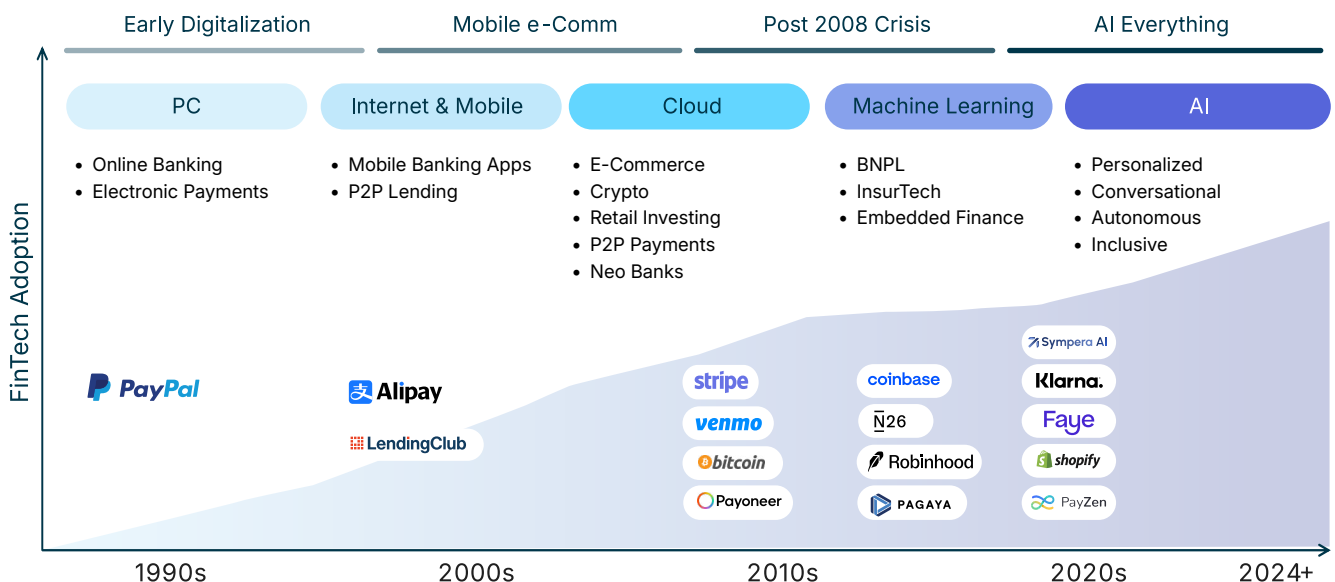 Early Digitalization
Mobile e-Comm
Post 2008 Crisis
AI Everything
PC
Internet & Mobile
Cloud
Machine Learning
AI
• Online Banking
• Electronic Payments
• Mobile Banking Apps
• P2P Lending
• E-Commerce
• Crypto
• Retail Investing
• P2P Payments
• Neo Banks
• BNPL
• InsurTech
• Embedded Finance
• Personalized
• Conversational
• Autonomous
• Inclusive
FinTech Adoption
PayPal
支 Alipay
LendingClub
stripe
venmo
bitcoin
Payoneer
coinbase
N26
Robinhood
PAGAYA
Sympera AI
Klarna.
Faye
shopify
PayZen
1990s
2000s
2010s
2020s
2024+